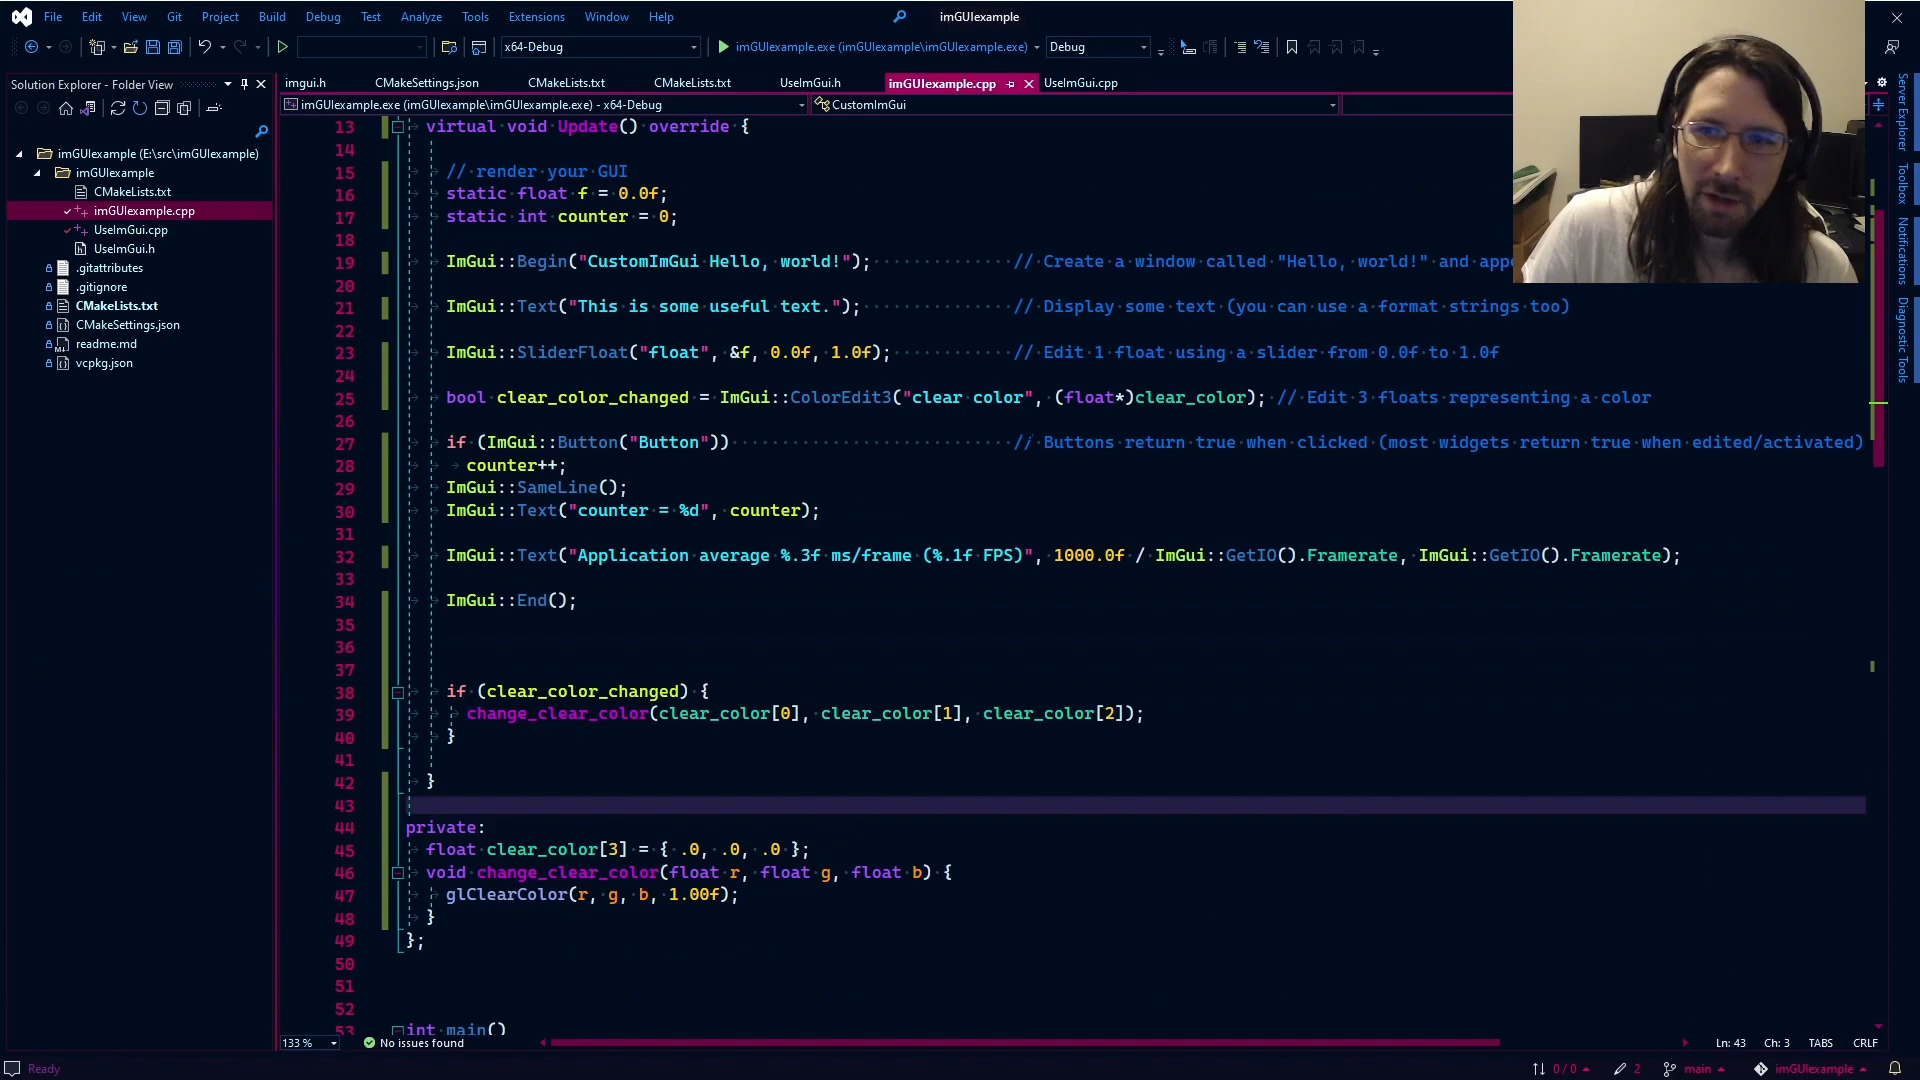 File Edit View Git Project Build Debug Test Analyze Tools Extensions Window Help imGUIexample
x64-Debug imGUIexample.exe (imGUIexample\imGUIexample.exe) Debug
Solution Explorer - Folder View
imgui.h CMakeSettings.json CMakeLists.txt CMakeLists.txt UseImGui.h imGUIexample.cpp UseImGui.cpp
imGUIexample.exe (imGUIexample\imGUIexample.exe) - x64-Debug CustomImGui
imGUIexample (E:\src\imGUIexample)
imGUIexample
CMakeLists.txt
imGUIexample.cpp
UseImGui.cpp
UseImGui.h
.gitattributes
.gitignore
CMakeLists.txt
CMakeSettings.json
readme.md
vcpkg.json
13 virtual void Update() override {
14
15 // render your GUI
16 static float f = 0.0f;
17 static int counter = 0;
18
19 ImGui::Begin("CustomImGui Hello, world!"); // Create a window called "Hello, world!" and appe
20
21 ImGui::Text("This is some useful text."); // Display some text (you can use a format strings too)
22
23 ImGui::SliderFloat("float", &f, 0.0f, 1.0f); // Edit 1 float using a slider from 0.0f to 1.0f
24
25 bool clear_color_changed = ImGui::ColorEdit3("clear color", (float*)clear_color); // Edit 3 floats representing a color
26
27 if (ImGui::Button("Button")) // Buttons return true when clicked (most widgets return true when edited/activated)
28 counter++;
29 ImGui::SameLine();
30 ImGui::Text("counter = %d", counter);
31
32 ImGui::Text("Application average %.3f ms/frame (%.1f FPS)", 1000.0f / ImGui::GetIO().Framerate, ImGui::GetIO().Framerate);
33
34 ImGui::End();
35
36
37
38 if (clear_color_changed) {
39 change_clear_color(clear_color[0], clear_color[1], clear_color[2]);
40 }
41
42 }
43
44 private:
45 float clear_color[3] = { .0, .0, .0 };
46 void change_clear_color(float r, float g, float b) {
47 glClearColor(r, g, b, 1.00f);
48 }
49 };
50
51
52
53 int main()
Server Explorer
Toolbox
Notifications
Diagnostic Tools
133 % No issues found Ln: 43 Ch: 3 TABS CRLF
Ready 0 / 0 2 main imGUIexample